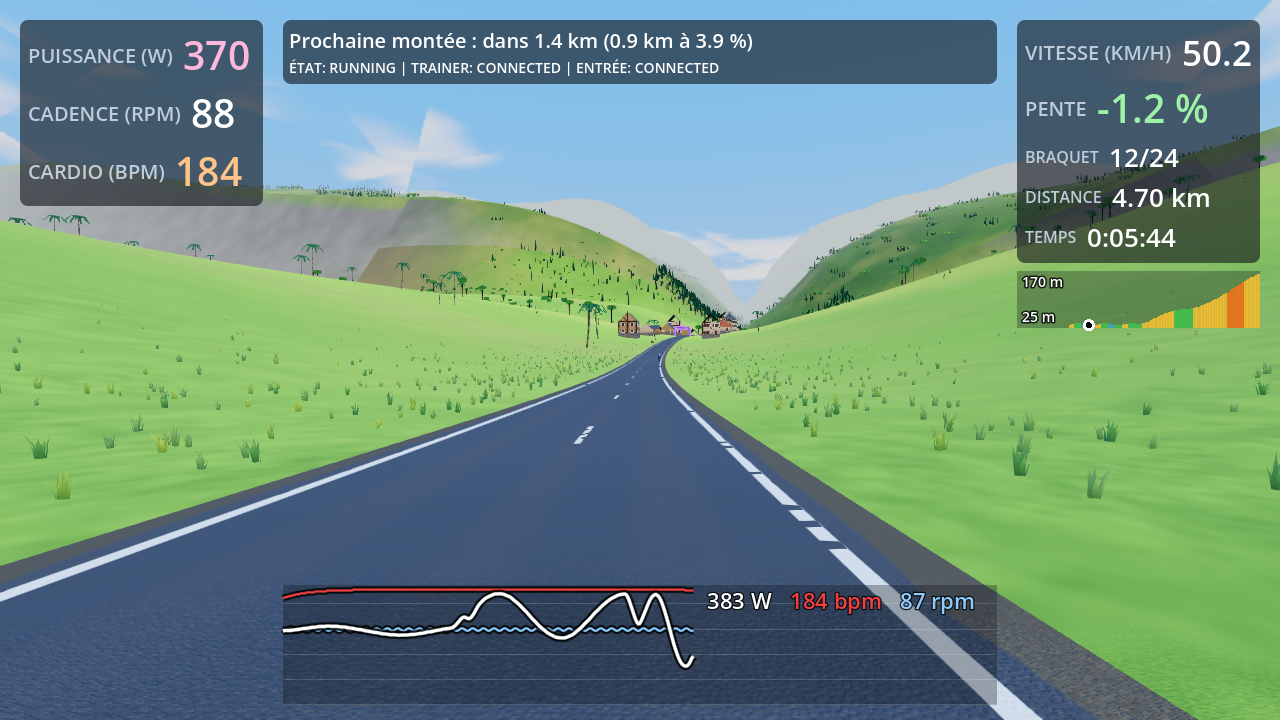 PUISSANCE (W) 370
CADENCE (RPM) 88
CARDIO (BPM) 184
Prochaine montée : dans 1.4 km (0.9 km à 3.9 %)
ÉTAT: RUNNING | TRAINER: CONNECTED | ENTRÉE: CONNECTED
VITESSE (KM/H) 50.2
PENTE -1.2 %
BRAQUET 12/24
DISTANCE 4.70 km
TEMPS 0:05:44
170 m
25 m
383 W 184 bpm 87 rpm